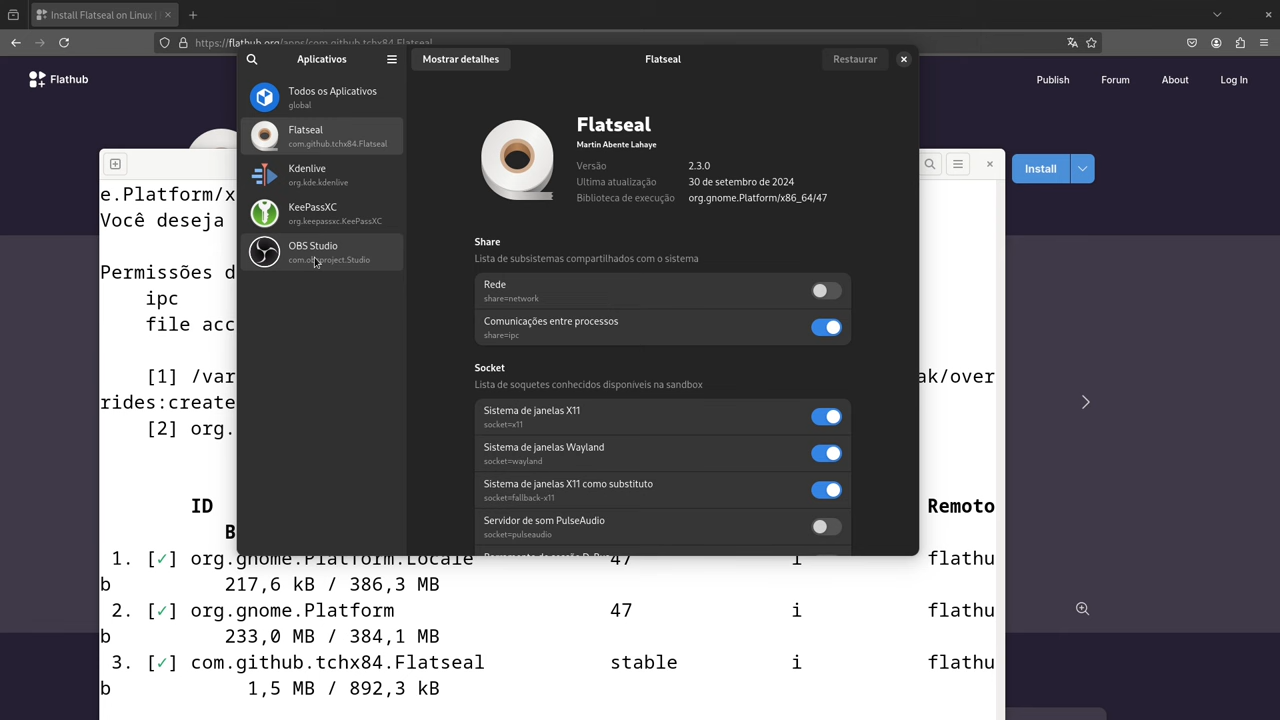 Install Flatseal on Linux |
https://flathub.org/apps/com.github.tchx84.Flatseal
Flathub
Publish
Forum
About
Log In
Install
Aplicativos
Mostrar detalhes
Flatseal
Restaurar
Todos os Aplicativos
global
Flatseal
com.github.tchx84.Flatseal
Kdenlive
org.kde.kdenlive
KeePassXC
org.keepassxc.KeePassXC
OBS Studio
com.obsproject.Studio
Flatseal
Martin Abente Lahaye
Versão 2.3.0
Ultima atualização 30 de setembro de 2024
Biblioteca de execução org.gnome.Platform/x86_64/47
Share
Lista de subsistemas compartilhados com o sistema
Rede
share=network
Comunicações entre processos
share=ipc
Socket
Lista de soquetes conhecidos disponíveis na sandbox
Sistema de janelas X11
socket=x11
Sistema de janelas Wayland
socket=wayland
Sistema de janelas X11 como substituto
socket=fallback-x11
Servidor de som PulseAudio
socket=pulseaudio
e.Platform/x
Você deseja
Permissões d
ipc
file acc
[1] /var ak/over
rides:create
[2] org.
ID Remoto
B
1. [✓] org.gnome.Platform.Locale 47 i flathu
b 217,6 kB / 386,3 MB
2. [✓] org.gnome.Platform 47 i flathu
b 233,0 MB / 384,1 MB
3. [✓] com.github.tchx84.Flatseal stable i flathu
b 1,5 MB / 892,3 kB